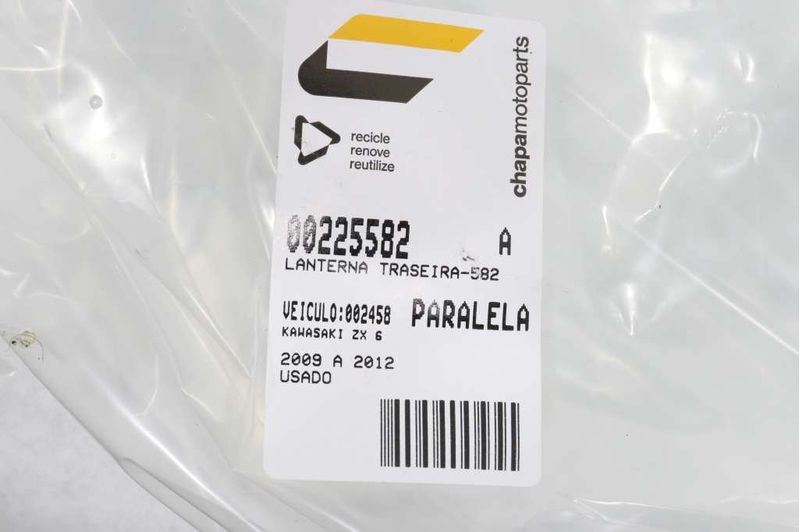 chapamotoparts
recicle
renove
reutilize
00225582 A
LANTERNA TRASEIRA-582
VEICULO:002458 PARALELA
KAWASAKI ZX 6
2009 A 2012
USADO